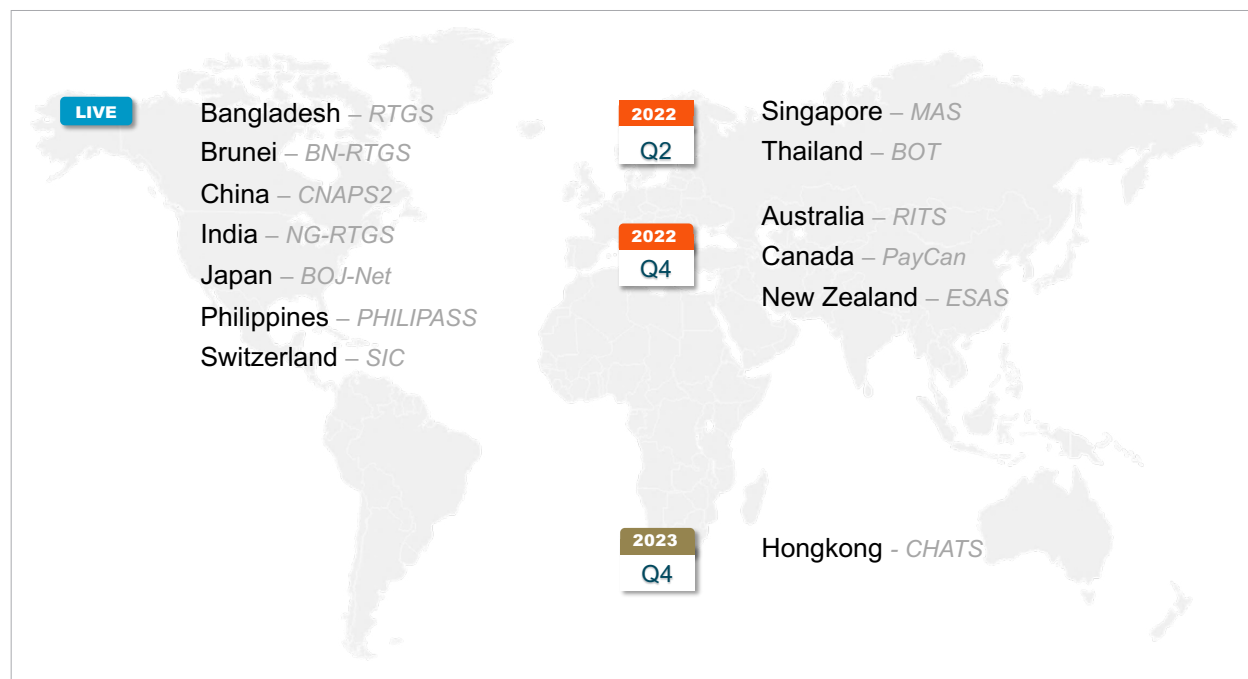 LIVE
Bangladesh – RTGS
Brunei – BN-RTGS
China – CNAPS2
India – NG-RTGS
Japan – BOJ-Net
Philippines – PHILIPASS
Switzerland – SIC
2022
Q2
Singapore – MAS
Thailand – BOT
2022
Q4
Australia – RITS
Canada – PayCan
New Zealand – ESAS
2023
Q4
Hongkong - CHATS